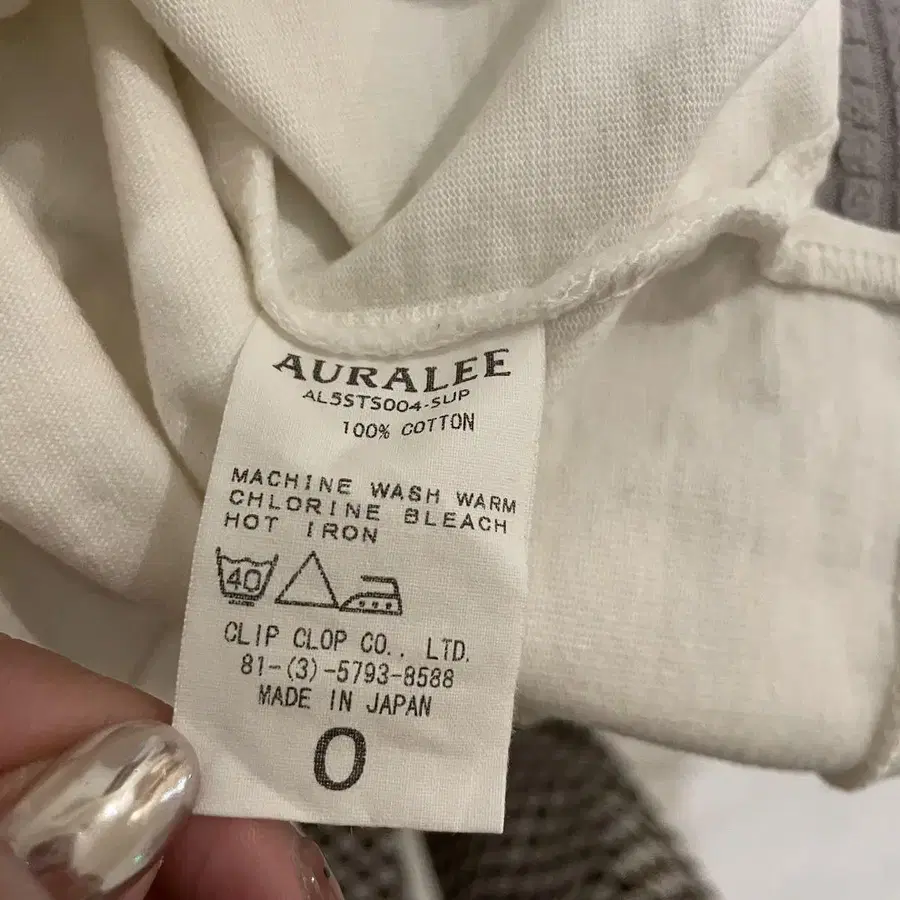 AURALEE
AL5STS004-SUP
100% COTTON
MACHINE WASH WARM
CHLORINE BLEACH
HOT IRON
40
CLIP CLOP CO., LTD.
81-(3)-5793-8588
MADE IN JAPAN
0